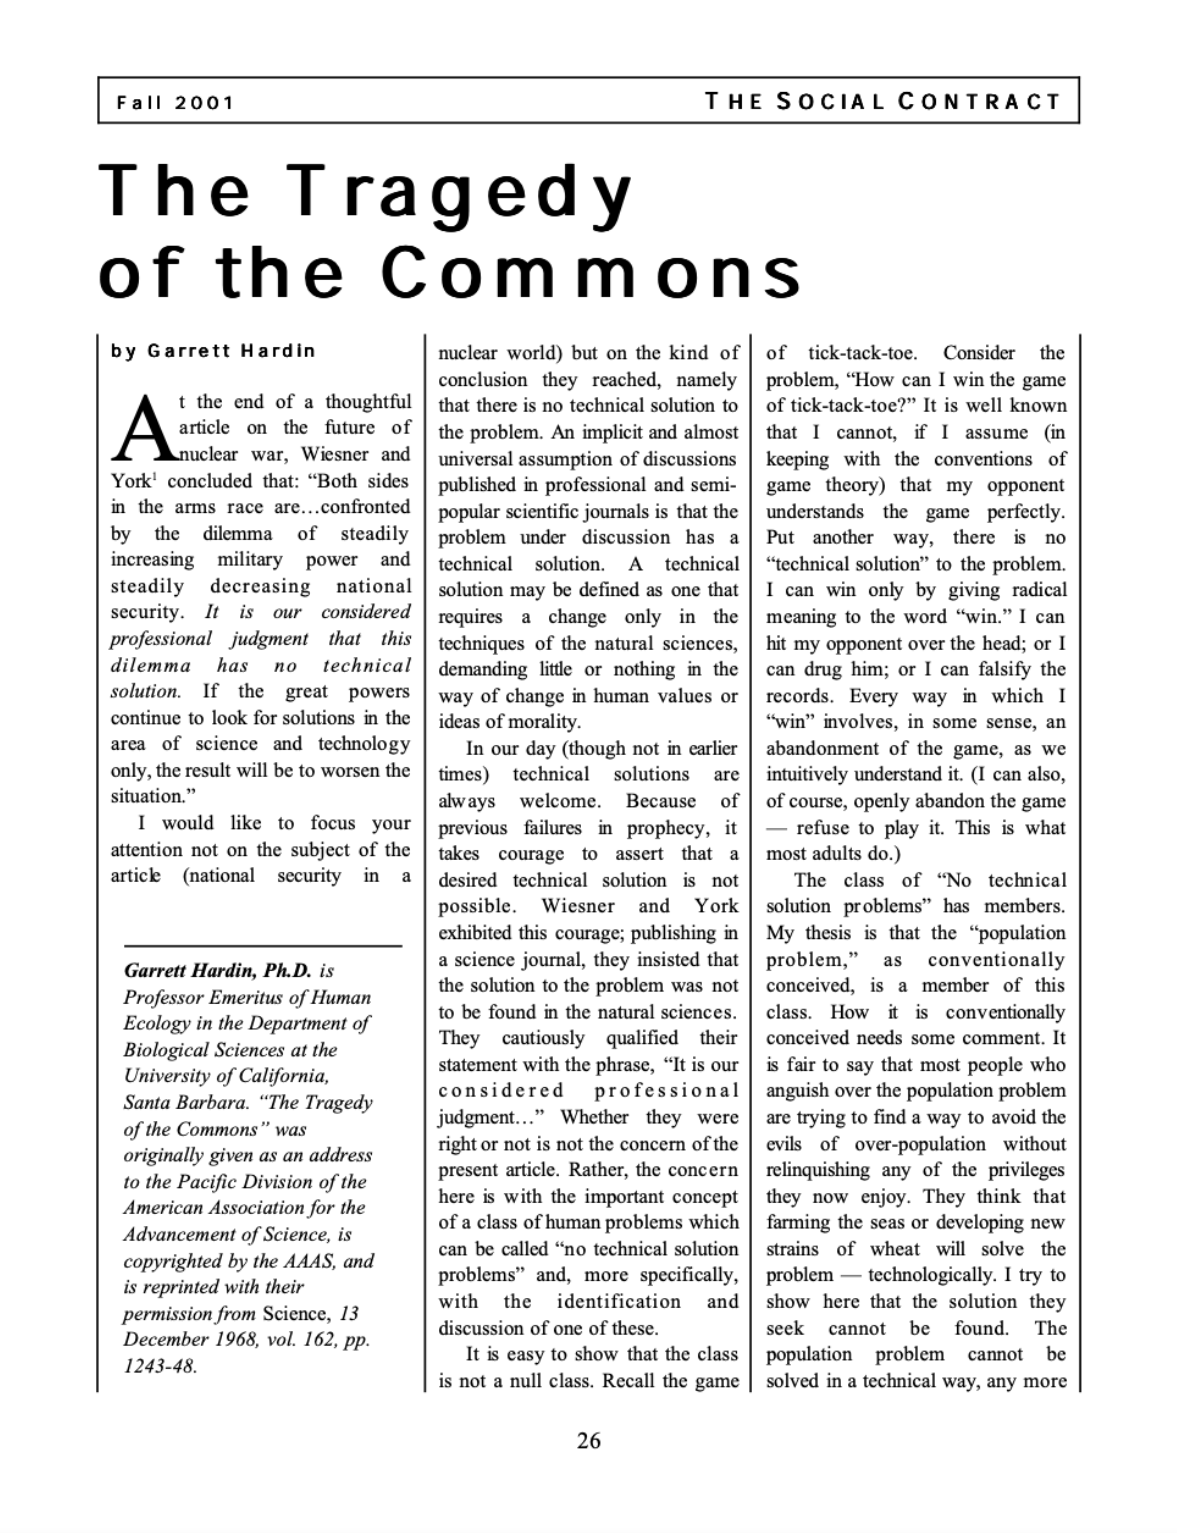 Fall 2001
THE SOCIAL CONTRACT
The Tragedy
of the Commons
by Garrett Hardin
At the end of a thoughtful
article on the future of
nuclear war, Wiesner and
York1 concluded that: “Both sides
in the arms race are…confronted
by the dilemma of steadily
increasing military power and
steadily decreasing national
security. It is our considered
professional judgment that this
dilemma has no technical
solution. If the great powers
continue to look for solutions in the
area of science and technology
only, the result will be to worsen the
situation.”
I would like to focus your
attention not on the subject of the
article (national security in a
Garrett Hardin, Ph.D. is
Professor Emeritus of Human
Ecology in the Department of
Biological Sciences at the
University of California,
Santa Barbara. “The Tragedy
of the Commons” was
originally given as an address
to the Pacific Division of the
American Association for the
Advancement of Science, is
copyrighted by the AAAS, and
is reprinted with their
permission from Science, 13
December 1968, vol. 162, pp.
1243-48.
nuclear world) but on the kind of
conclusion they reached, namely
that there is no technical solution to
the problem. An implicit and almost
universal assumption of discussions
published in professional and semi-
popular scientific journals is that the
problem under discussion has a
technical solution. A technical
solution may be defined as one that
requires a change only in the
techniques of the natural sciences,
demanding little or nothing in the
way of change in human values or
ideas of morality.
In our day (though not in earlier
times) technical solutions are
always welcome. Because of
previous failures in prophecy, it
takes courage to assert that a
desired technical solution is not
possible. Wiesner and York
exhibited this courage; publishing in
a science journal, they insisted that
the solution to the problem was not
to be found in the natural sciences.
They cautiously qualified their
statement with the phrase, “It is our
considered professional
judgment…” Whether they were
right or not is not the concern of the
present article. Rather, the concern
here is with the important concept
of a class of human problems which
can be called “no technical solution
problems” and, more specifically,
with the identification and
discussion of one of these.
It is easy to show that the class
is not a null class. Recall the game
of tick-tack-toe. Consider the
problem, “How can I win the game
of tick-tack-toe?” It is well known
that I cannot, if I assume (in
keeping with the conventions of
game theory) that my opponent
understands the game perfectly.
Put another way, there is no
“technical solution” to the problem.
I can win only by giving radical
meaning to the word “win.” I can
hit my opponent over the head; or I
can drug him; or I can falsify the
records. Every way in which I
“win” involves, in some sense, an
abandonment of the game, as we
intuitively understand it. (I can also,
of course, openly abandon the game
— refuse to play it. This is what
most adults do.)
The class of “No technical
solution problems” has members.
My thesis is that the “population
problem,” as conventionally
conceived, is a member of this
class. How it is conventionally
conceived needs some comment. It
is fair to say that most people who
anguish over the population problem
are trying to find a way to avoid the
evils of over-population without
relinquishing any of the privileges
they now enjoy. They think that
farming the seas or developing new
strains of wheat will solve the
problem — technologically. I try to
show here that the solution they
seek cannot be found. The
population problem cannot be
solved in a technical way, any more
26